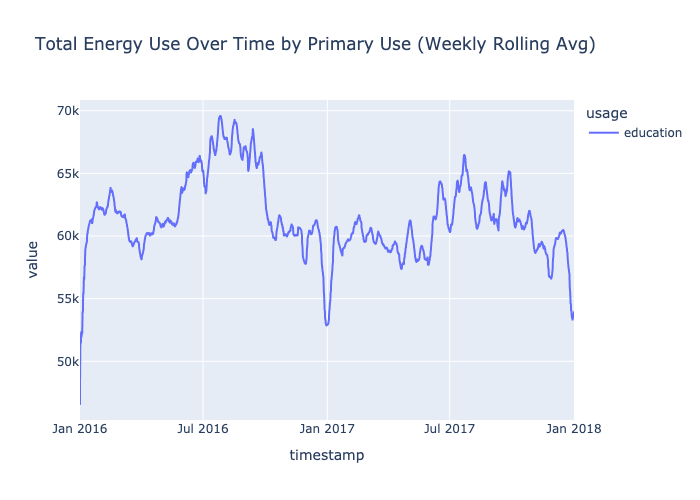 Total Energy Use Over Time by Primary Use (Weekly Rolling Avg)
usage
education
70k
65k
60k
55k
50k
value
Jan 2016
Jul 2016
Jan 2017
Jul 2017
Jan 2018
timestamp